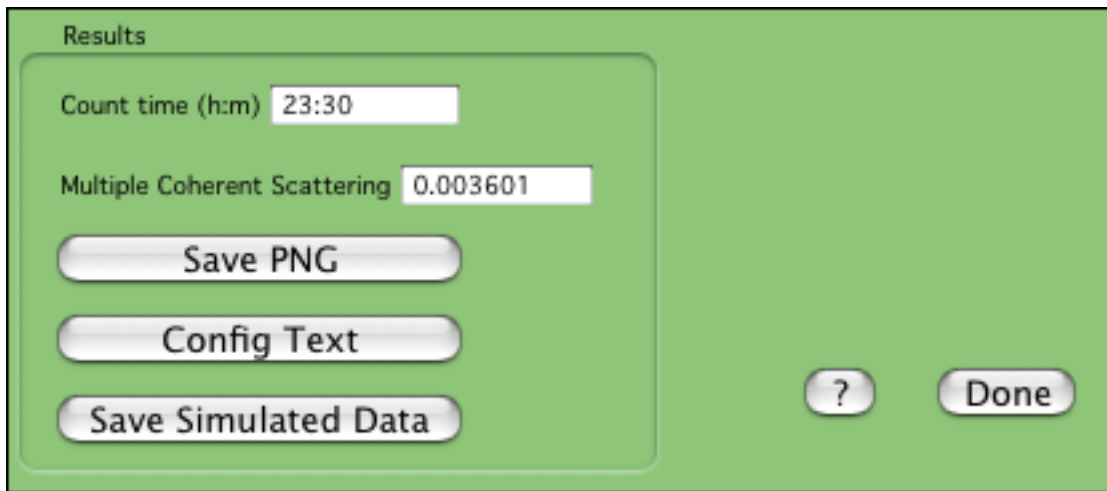 Results
Count time (h:m) 23:30
Multiple Coherent Scattering 0.003601
Save PNG
Config Text
Save Simulated Data
? Done